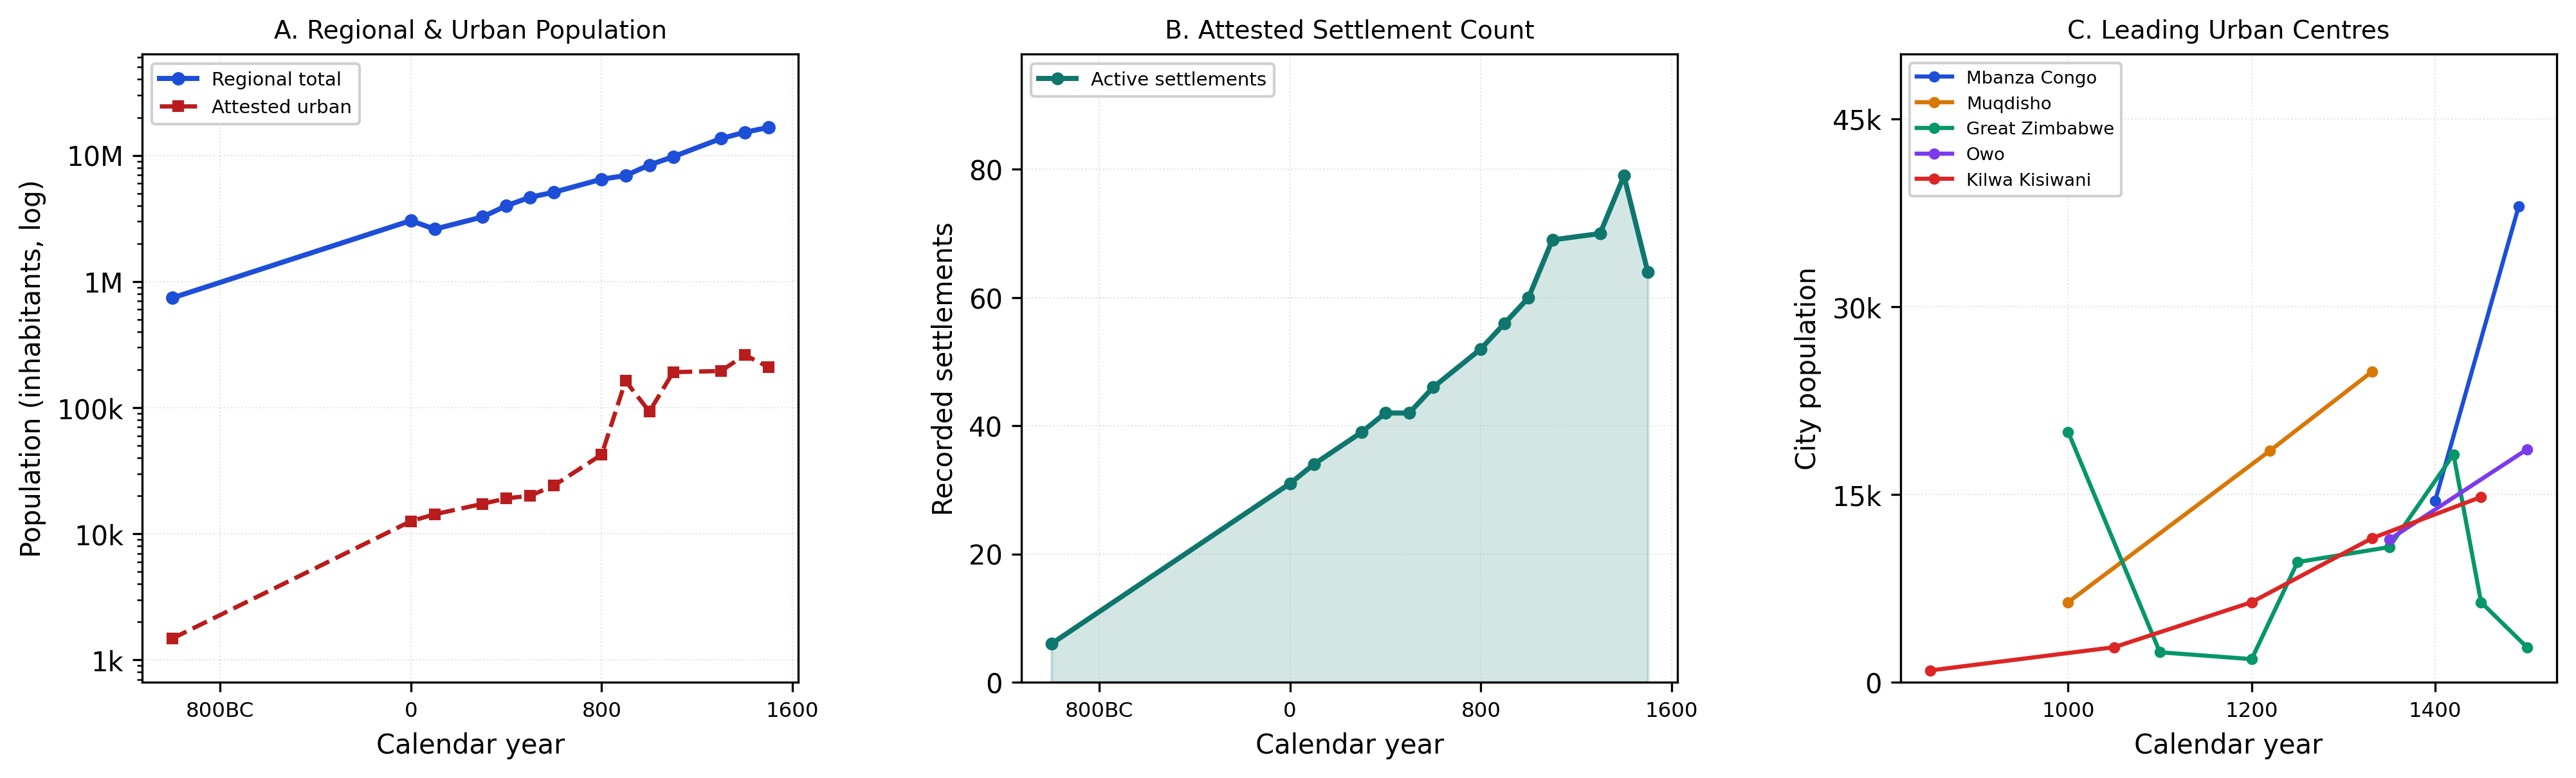 A. Regional & Urban Population
Regional total
Attested urban
Population (inhabitants, log)
10M
1M
100k
10k
1k
800BC
0
800
1600
Calendar year
B. Attested Settlement Count
Active settlements
Recorded settlements
80
60
40
20
0
800BC
0
800
1600
Calendar year
C. Leading Urban Centres
Mbanza Congo
Muqdisho
Great Zimbabwe
Owo
Kilwa Kisiwani
City population
45k
30k
15k
0
1000
1200
1400
Calendar year